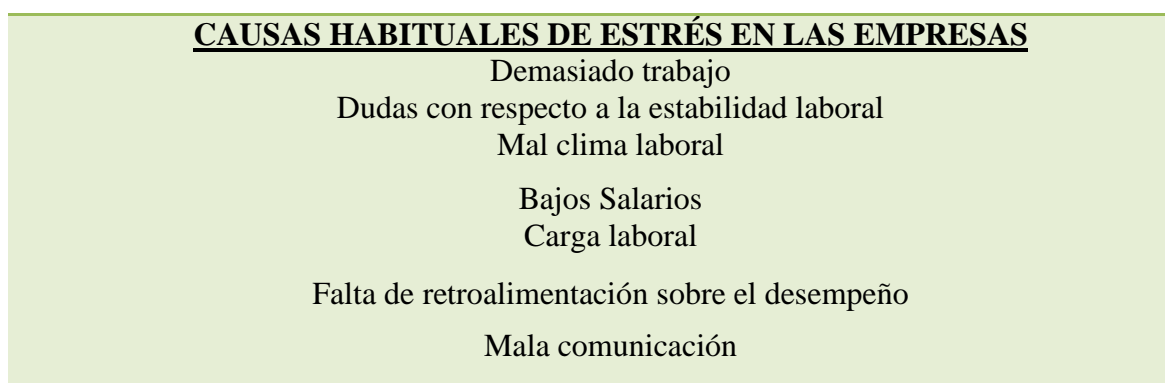 CAUSAS HABITUALES DE ESTRÉS EN LAS EMPRESAS
Demasiado trabajo
Dudas con respecto a la estabilidad laboral
Mal clima laboral
Bajos Salarios
Carga laboral
Falta de retroalimentación sobre el desempeño
Mala comunicación